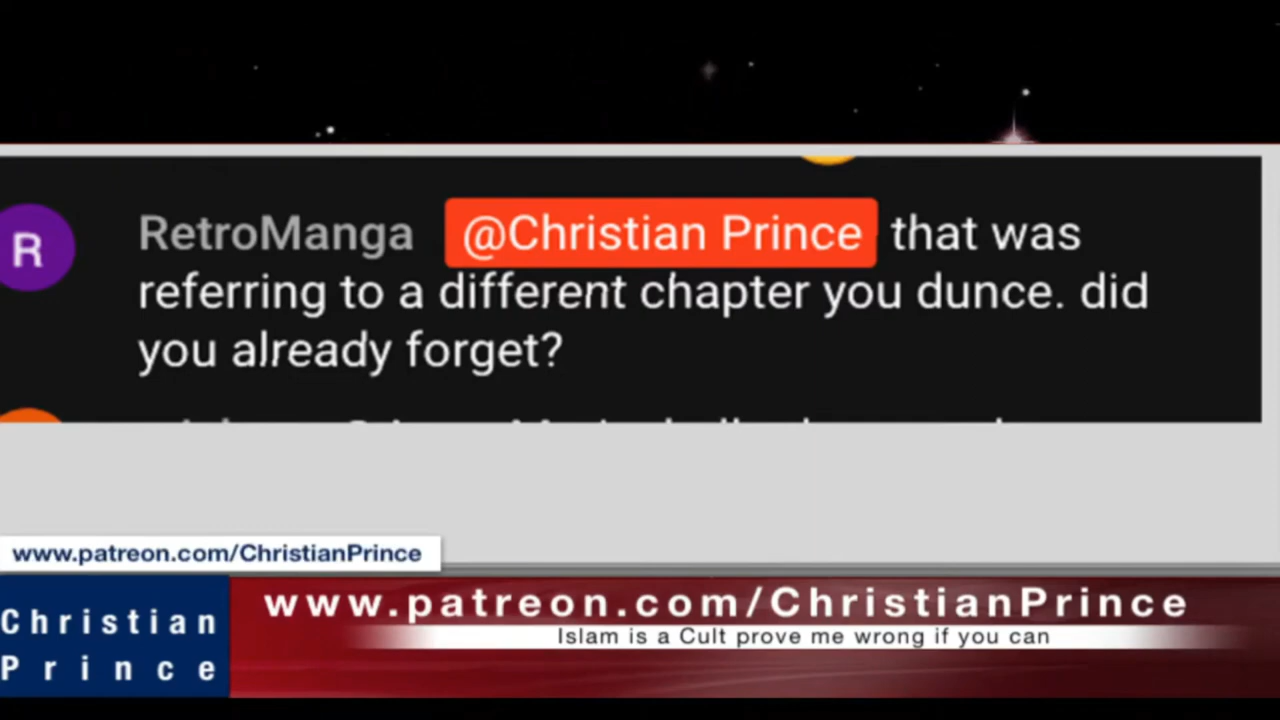 R
RetroManga @Christian Prince that was
referring to a different chapter you dunce. did
you already forget?
www.patreon.com/ChristianPrince
Christian
Prince
www.patreon.com/ChristianPrince
Islam is a Cult prove me wrong if you can